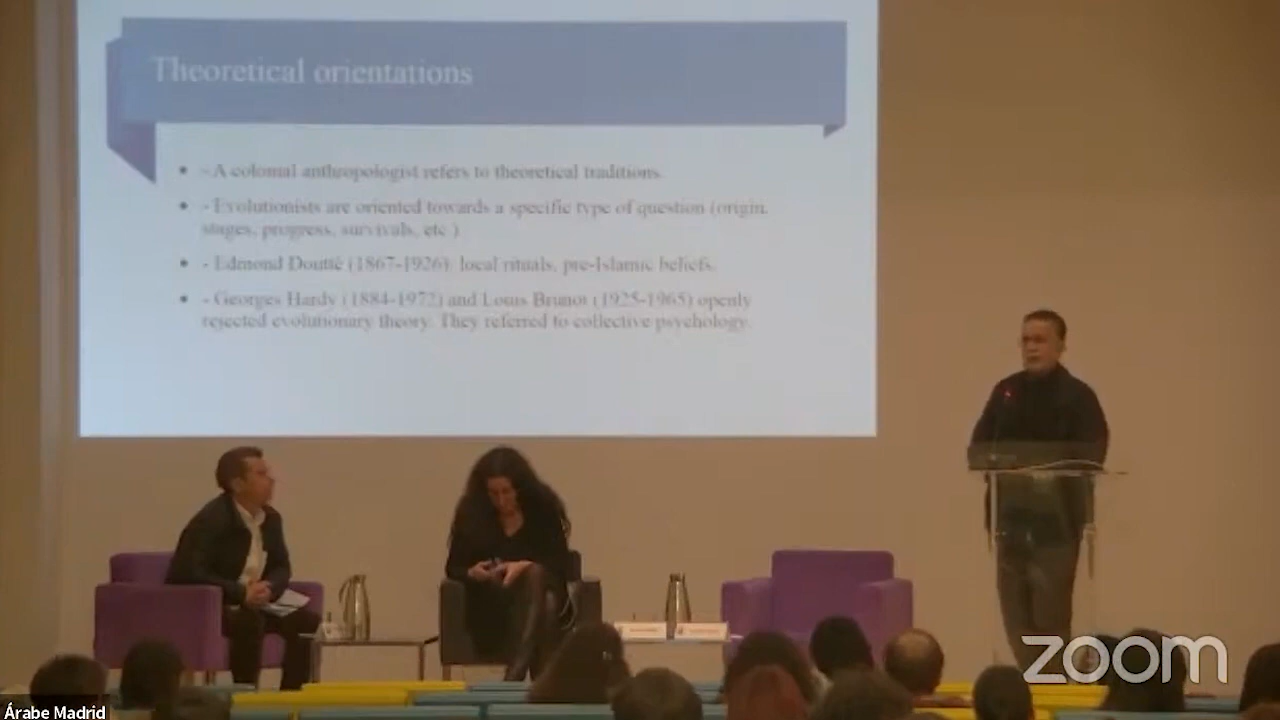 Theoretical orientations
• - A colonial anthropologist refers to theoretical traditions.
• - Evolutionists are oriented towards a specific type of question (origin,
stages, progress, survivals, etc.)
• - Edmond Doutté (1867-1926): local rituals, pre-Islamic beliefs.
• - Georges Hardy (1884-1972) and Louis Brunot (1925-1965) openly
rejected evolutionary theory. They referred to collective psychology.
zoom
Árabe Madrid